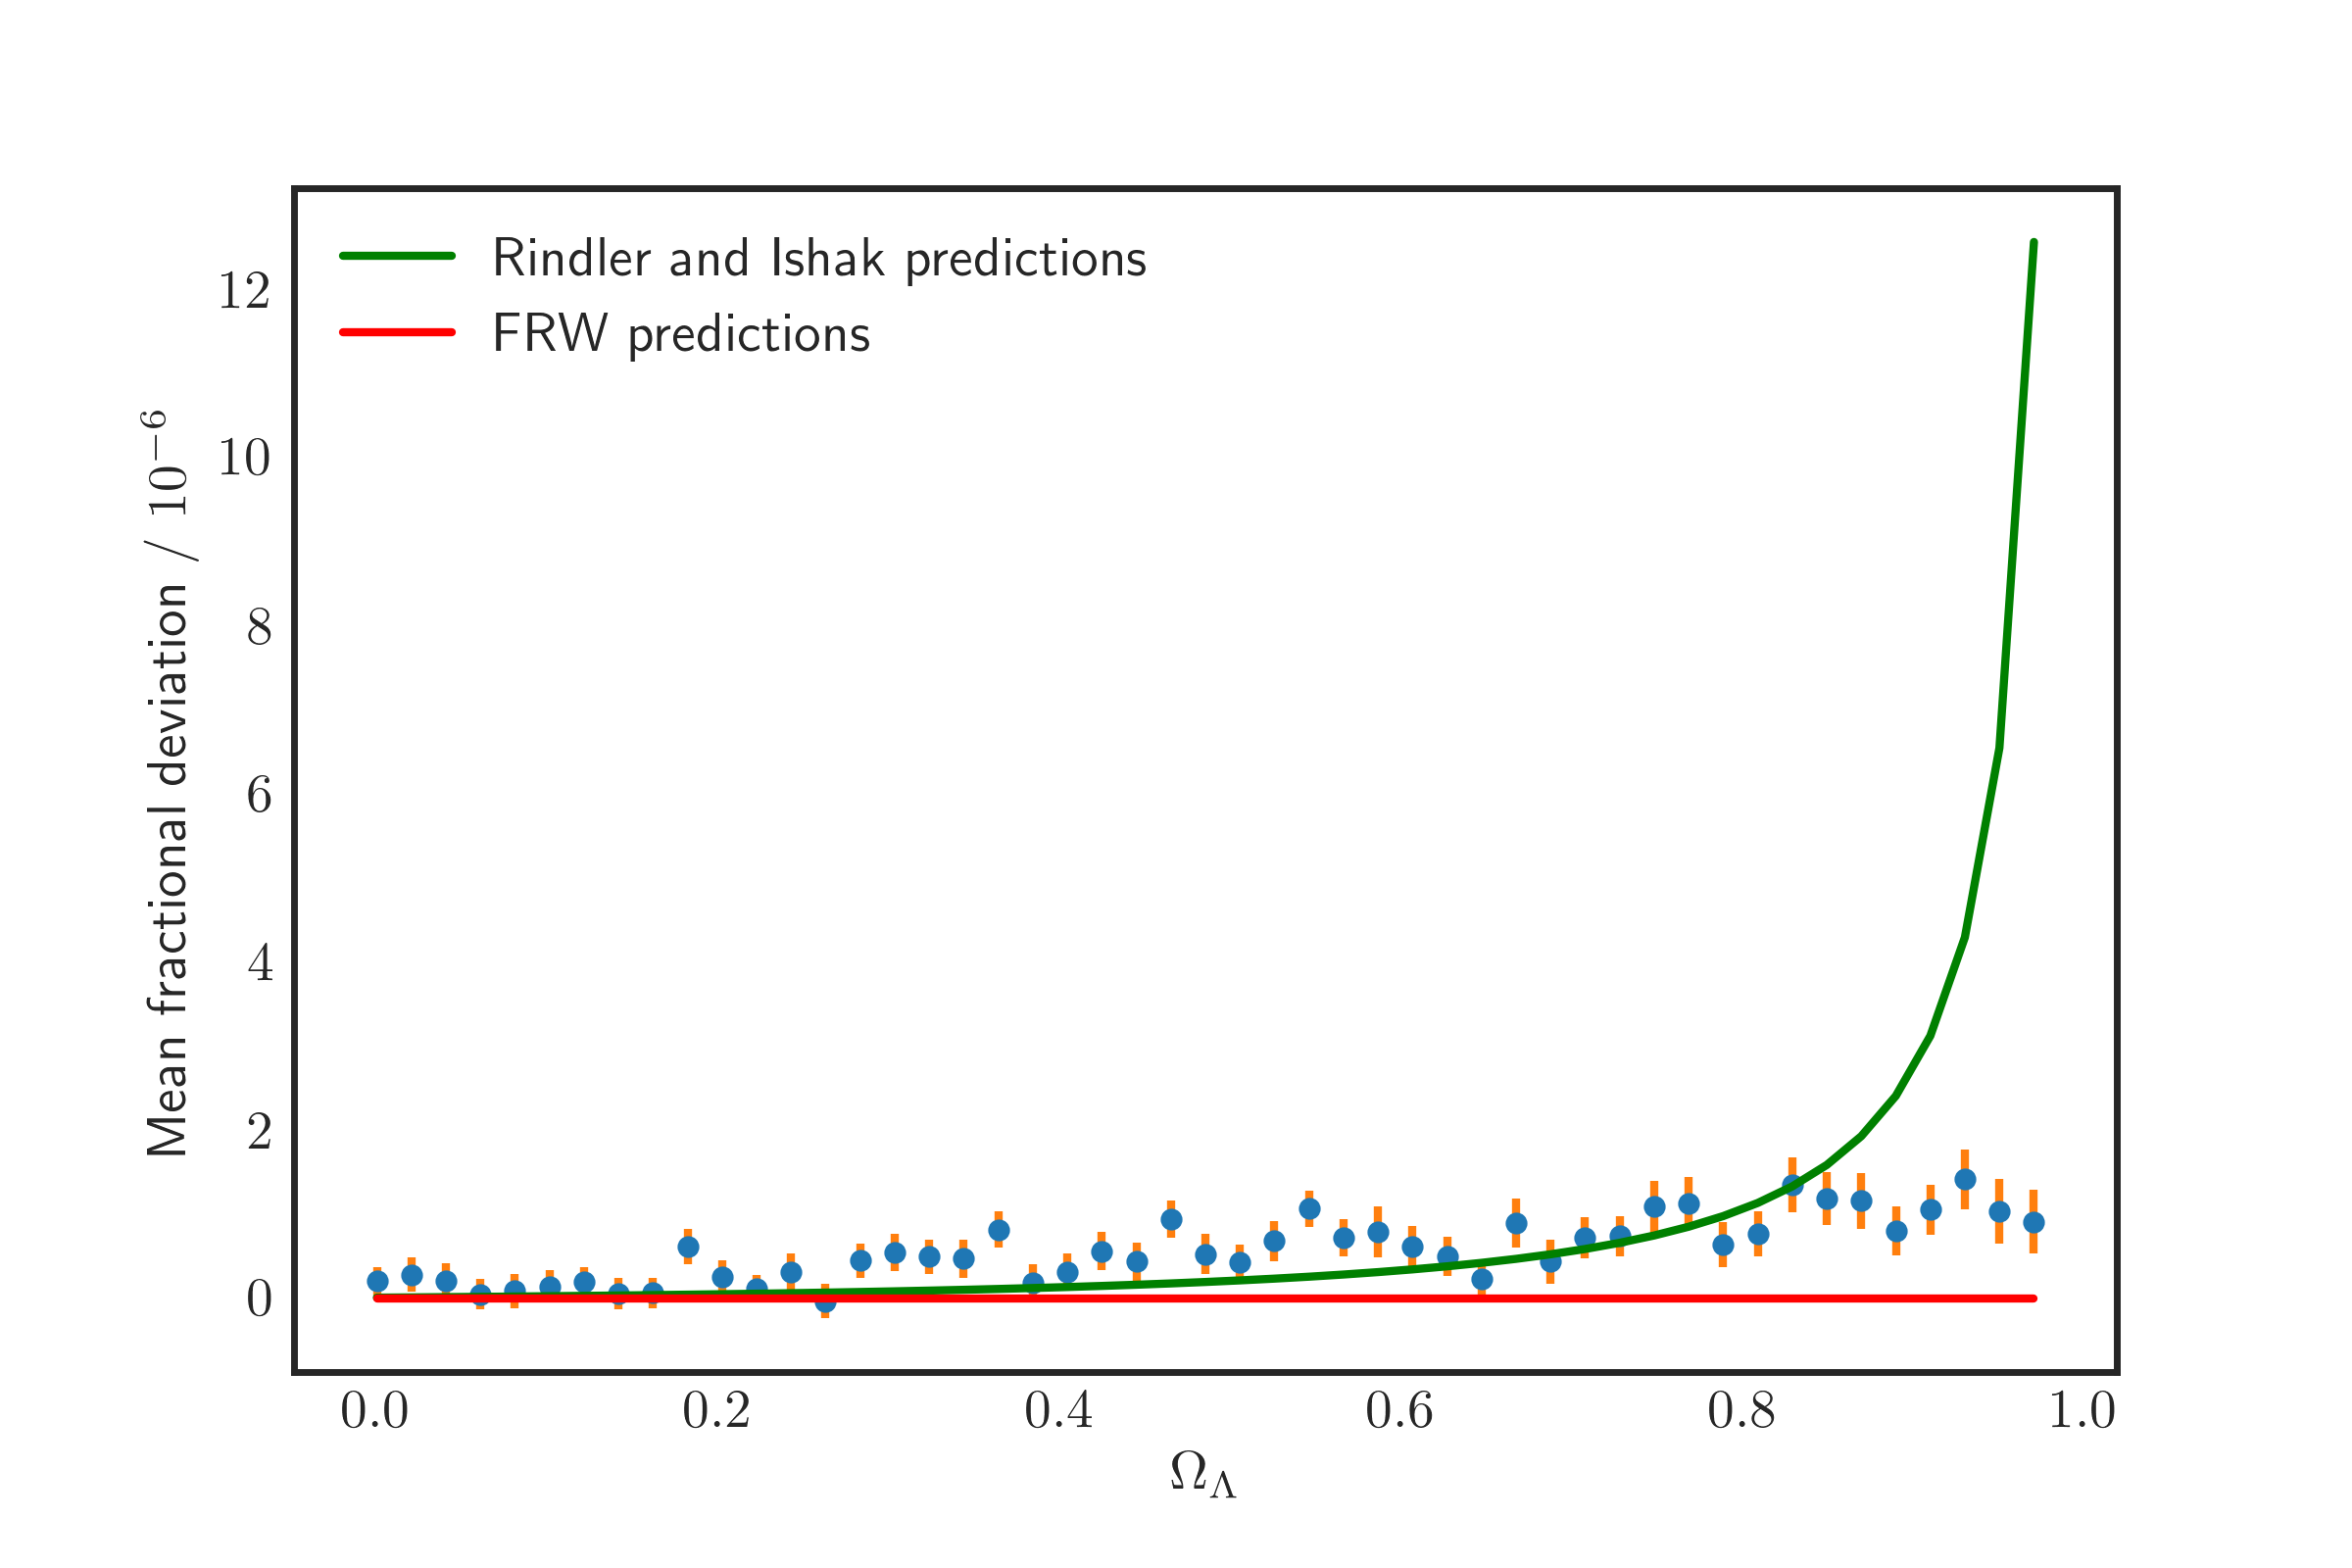 Rindler and Ishak predictions
FRW predictions
Mean fractional deviation / 10⁻⁶
12
10
8
6
4
2
0
0.0 0.2 0.4 0.6 0.8 1.0
Ω_Λ